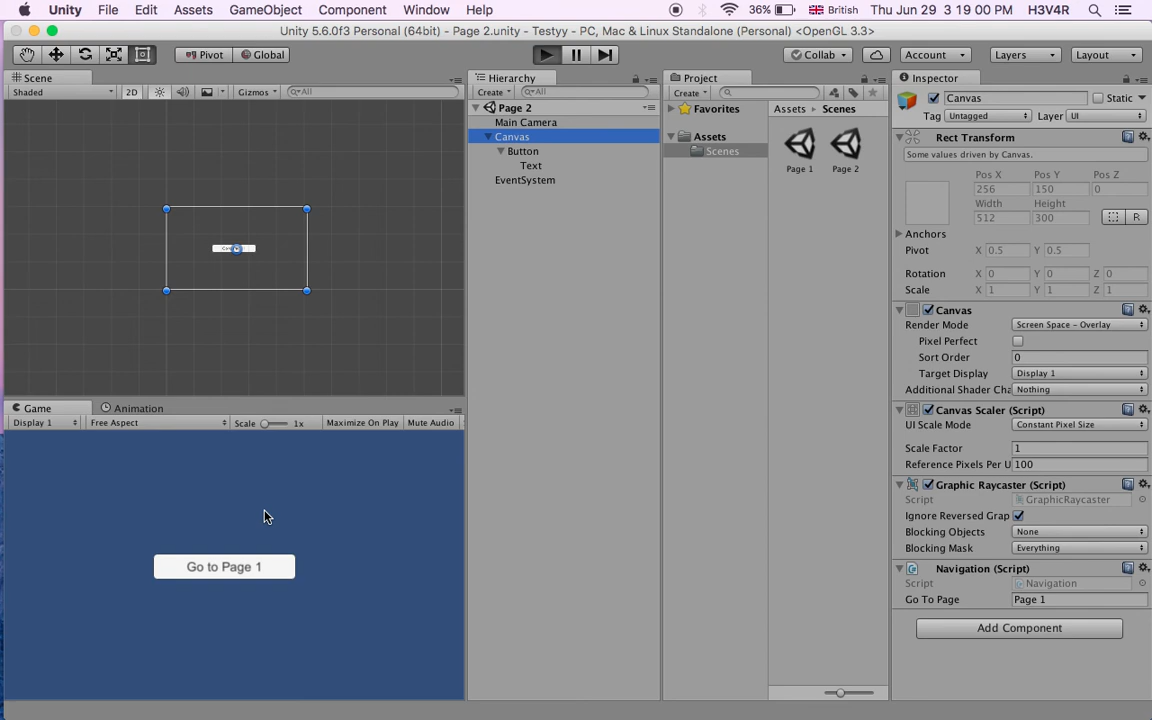 Unity File Edit Assets GameObject Component Window Help 36% British Thu Jun 29 3 19 00 PM H3V4R
Unity 5.6.0f3 Personal (64bit) - Page 2.unity - Testyy - PC, Mac & Linux Standalone (Personal) <OpenGL 3.3>
Pivot Global Collab Account Layers Layout
Scene
Shaded 2D Gizmos All
Hierarchy
Create All
Page 2
Main Camera
Canvas
Button
Text
EventSystem
Project
Create
Favorites
Assets
Scenes
Assets Scenes
Page 1 Page 2
Inspector
Canvas Static
Tag Untagged Layer UI
Rect Transform
Some values driven by Canvas.
Pos X Pos Y Pos Z
256 150 0
Width Height
512 300 R
Anchors
Pivot X 0.5 Y 0.5
Rotation X 0 Y 0 Z 0
Scale X 1 Y 1 Z 1
Canvas
Render Mode Screen Space - Overlay
Pixel Perfect
Sort Order 0
Target Display Display 1
Additional Shader Cha Nothing
Canvas Scaler (Script)
UI Scale Mode Constant Pixel Size
Scale Factor 1
Reference Pixels Per U 100
Graphic Raycaster (Script)
Script GraphicRaycaster
Ignore Reversed Grap
Blocking Objects None
Blocking Mask Everything
Navigation (Script)
Script Navigation
Go To Page Page 1
Add Component
Game Animation
Display 1 Free Aspect Scale 1x Maximize On Play Mute Audio
Go to Page 1